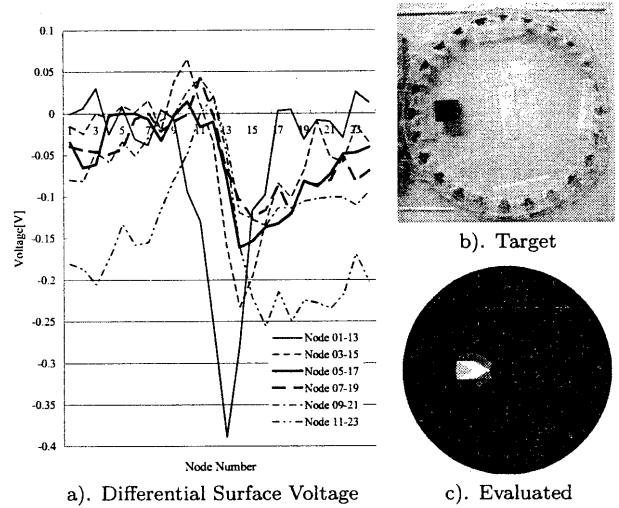 0.1
0.05
0
-0.05
-0.1
-0.15
-0.2
-0.25
-0.3
-0.35
-0.4
Voltage[V]
3 5 7 9 11 13 15 17 19 21 23
Node 01-13
Node 03-15
Node 05-17
Node 07-19
Node 09-21
Node 11-23
Node Number
a). Differential Surface Voltage
b). Target
c). Evaluated